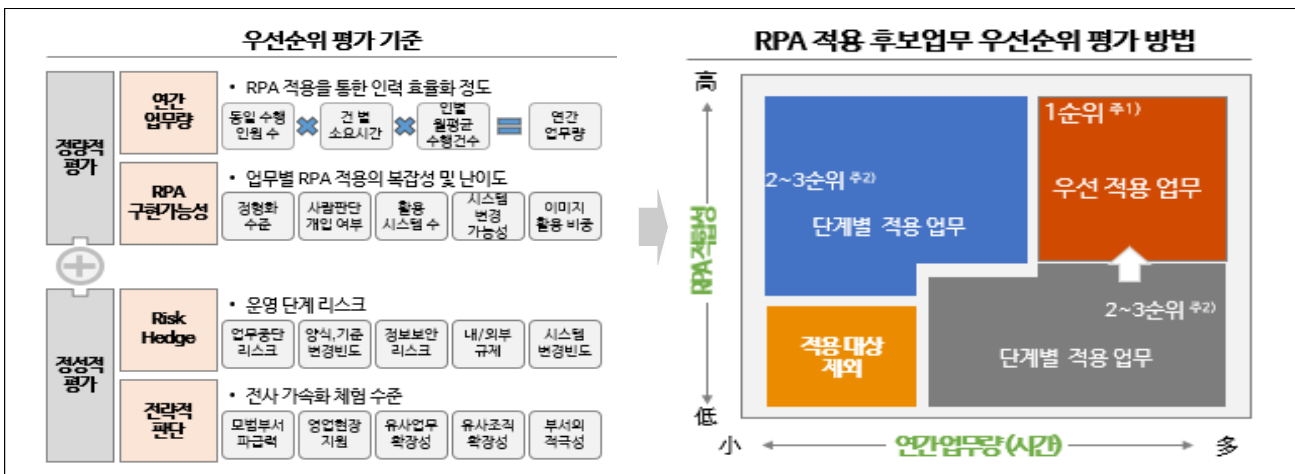 우선순위 평가 기준
정량적
평가
연간
업무량
• RPA 적용을 통한 인력 효율화 정도
동일 수행
인원 수
건 별
소요시간
인별
월평균
수행건수
연간
업무량
RPA
구현가능성
• 업무별 RPA 적용의 복잡성 및 난이도
정형화
수준
사람판단
개입 여부
활용
시스템 수
시스템
변경
가능성
이미지
활용 비중
정성적
평가
Risk
Hedge
• 운영 단계 리스크
업무중단
리스크
양식,기준
변경빈도
정보보안
리스크
내/외부
규제
시스템
변경빈도
전략적
판단
• 전사 가속화 체험 수준
모범부서
파급력
영업현장
지원
유사업무
확장성
유사조직
확장성
부서의
적극성
RPA 적용 후보업무 우선순위 평가 방법
高
RPA 적합성
低
2~3순위 주2)
단계별 적용 업무
1순위 주1)
우선 적용 업무
적용 대상
제외
2~3순위 주2)
단계별 적용 업무
小
연간업무량(시간)
多